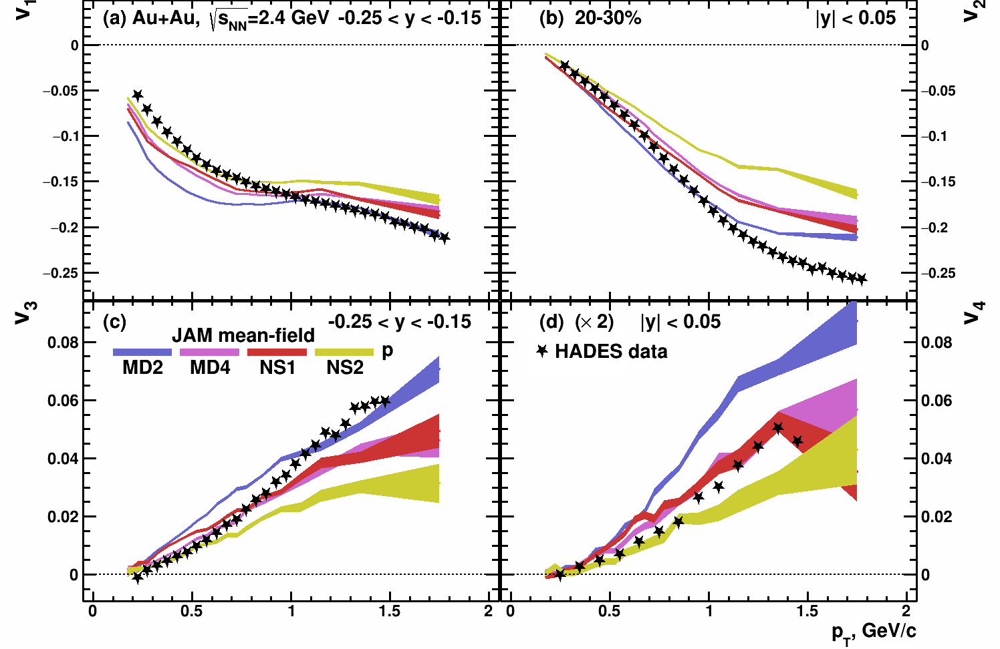 v1
(a) Au+Au, √sNN=2.4 GeV -0.25 < y < -0.15
(b) 20-30% |y| < 0.05
v2
0
−0.05
−0.1
−0.15
−0.2
−0.25
0
−0.05
−0.1
−0.15
−0.2
−0.25
v3
(c) -0.25 < y < -0.15
JAM mean-field
p
MD2 MD4 NS1 NS2
(d) (× 2) |y| < 0.05
HADES data
v4
0.08
0.06
0.04
0.02
0
0.08
0.06
0.04
0.02
0
0 0.5 1 1.5 2
0 0.5 1 1.5 2
pT, GeV/c